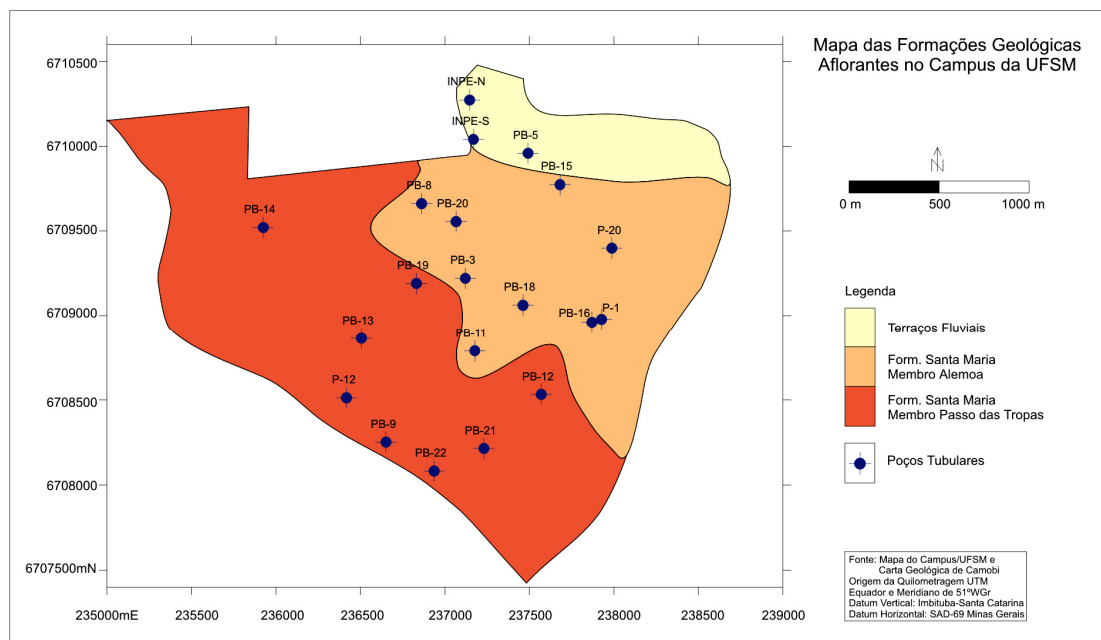 Mapa das Formações Geológicas
Aflorantes no Campus da UFSM
6710500
6710000
6709500
6709000
6708500
6708000
6707500mN
235000mE
235500
236000
236500
237000
237500
238000
238500
239000
INPE-N
INPE-S
PB-5
PB-15
PB-8
PB-20
PB-14
P-20
PB-3
PB-19
PB-18
PB-16
P-1
PB-13
PB-11
PB-12
P-12
PB-9
PB-21
PB-22
N
0 m
500
1000 m
Legenda
Terraços Fluviais
Form. Santa Maria
Membro Alemoa
Form. Santa Maria
Membro Passo das Tropas
Poços Tubulares
Fonte: Mapa do Campus/UFSM e
Carta Geológica de Camobi
Origem da Quilometragem UTM
Equador e Meridiano de 51ºWGr
Datum Vertical: Imbituba-Santa Catarina
Datum Horizontal: SAD-69 Minas Gerais